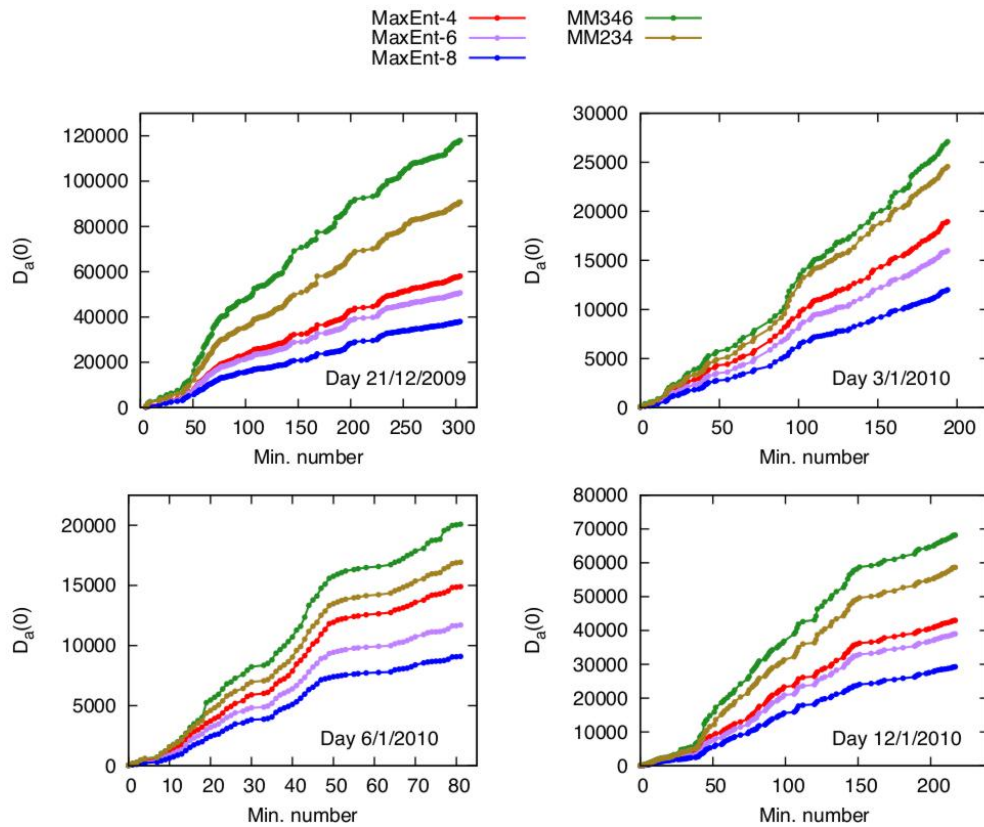 MaxEnt-4
MaxEnt-6
MaxEnt-8
MM346
MM234
120000
100000
80000
60000
40000
20000
0
D_a(0)
0 50 100 150 200 250 300
Min. number
Day 21/12/2009
30000
25000
20000
15000
10000
5000
0
D_a(0)
0 50 100 150 200
Min. number
Day 3/1/2010
20000
15000
10000
5000
0
D_a(0)
0 10 20 30 40 50 60 70 80
Min. number
Day 6/1/2010
80000
70000
60000
50000
40000
30000
20000
10000
0
D_a(0)
0 50 100 150 200
Min. number
Day 12/1/2010